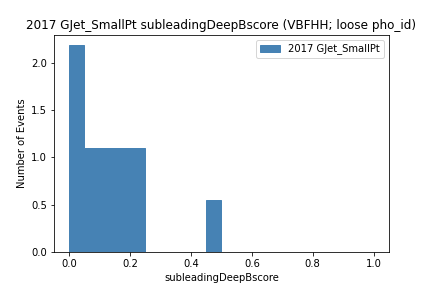 2017 GJet_SmallPt subleadingDeepBscore (VBFHH; loose pho_id)
2017 GJet_SmallPt
Number of Events
2.0
1.5
1.0
0.5
0.0
0.0 0.2 0.4 0.6 0.8 1.0
subleadingDeepBscore